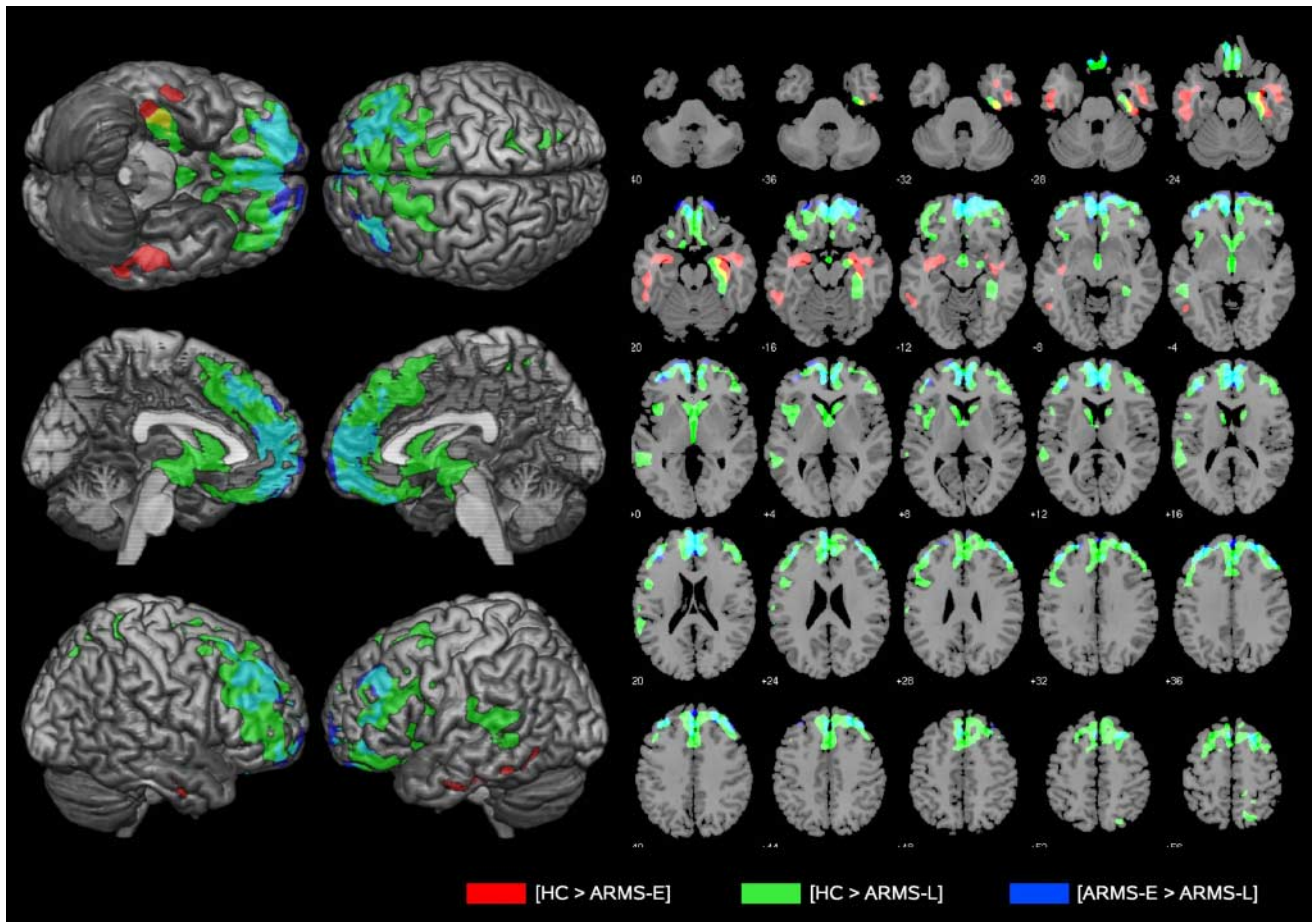 40 -36 -32 -28 -24
20 -16 -12 -8 -4
+0 +4 +8 +12 +16
20 +24 +28 +32 +36
[HC > ARMS-E] [HC > ARMS-L] [ARMS-E > ARMS-L]